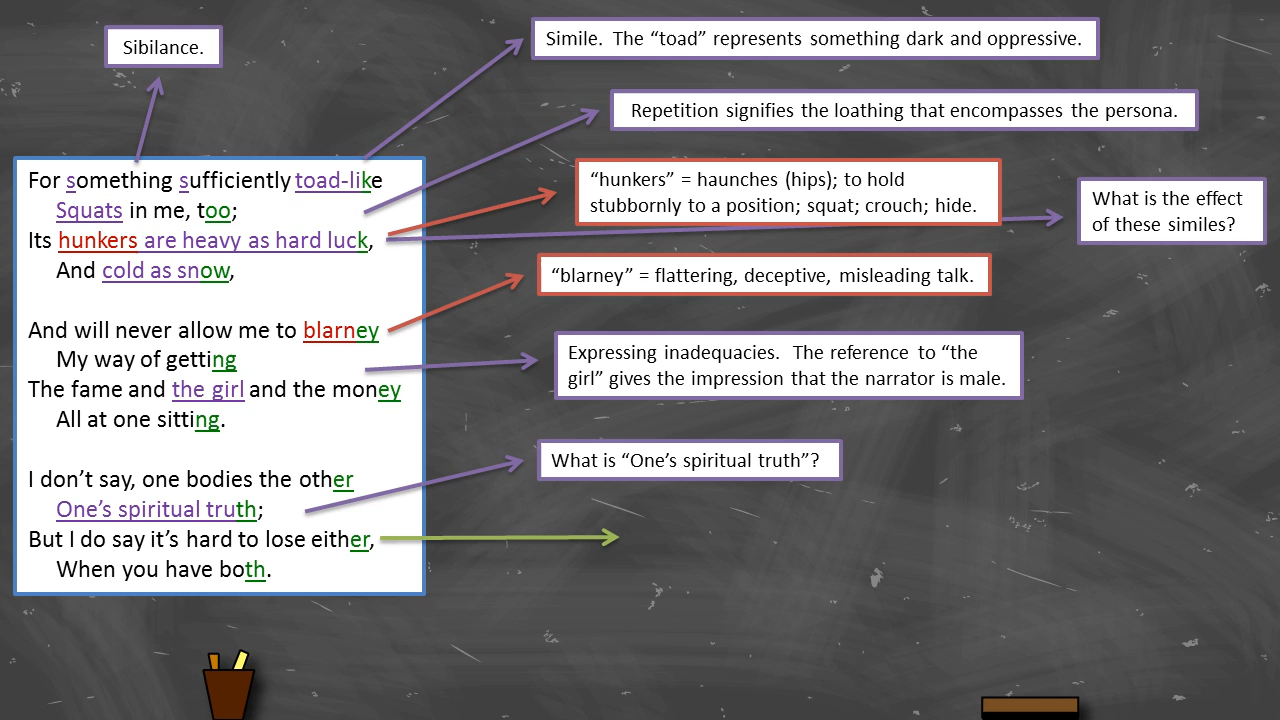 Sibilance.
Simile. The “toad” represents something dark and oppressive.
Repetition signifies the loathing that encompasses the persona.
“hunkers” = haunches (hips); to hold
stubbornly to a position; squat; crouch; hide.
What is the effect
of these similes?
“blarney” = flattering, deceptive, misleading talk.
Expressing inadequacies. The reference to “the
girl” gives the impression that the narrator is male.
What is “One’s spiritual truth”?
For something sufficiently toad-like
Squats in me, too;
Its hunkers are heavy as hard luck,
And cold as snow,
And will never allow me to blarney
My way of getting
The fame and the girl and the money
All at one sitting.
I don’t say, one bodies the other
One’s spiritual truth;
But I do say it’s hard to lose either,
When you have both.